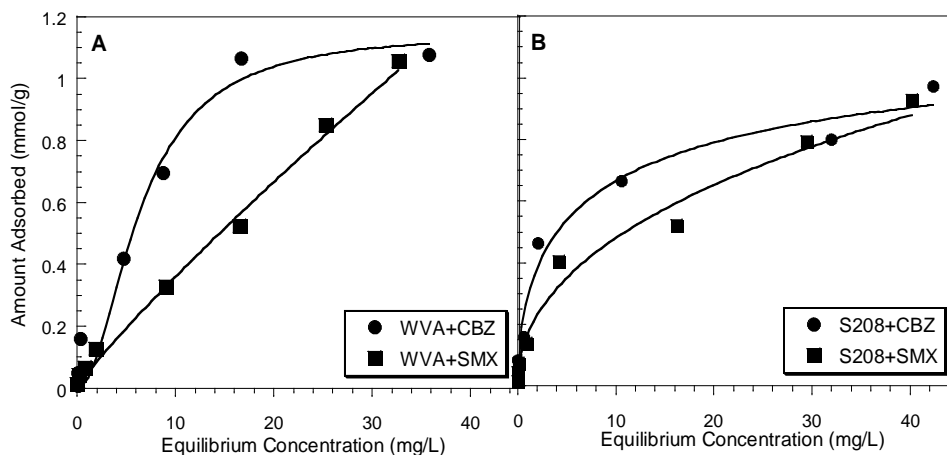 A
B
Amount Adsorbed (mmol/g)
1.2
1
0.8
0.6
0.4
0.2
0
WVA+CBZ
WVA+SMX
S208+CBZ
S208+SMX
0 10 20 30 40
0 10 20 30 40
Equilibrium Concentration (mg/L)
Equilibrium Concentration (mg/L)